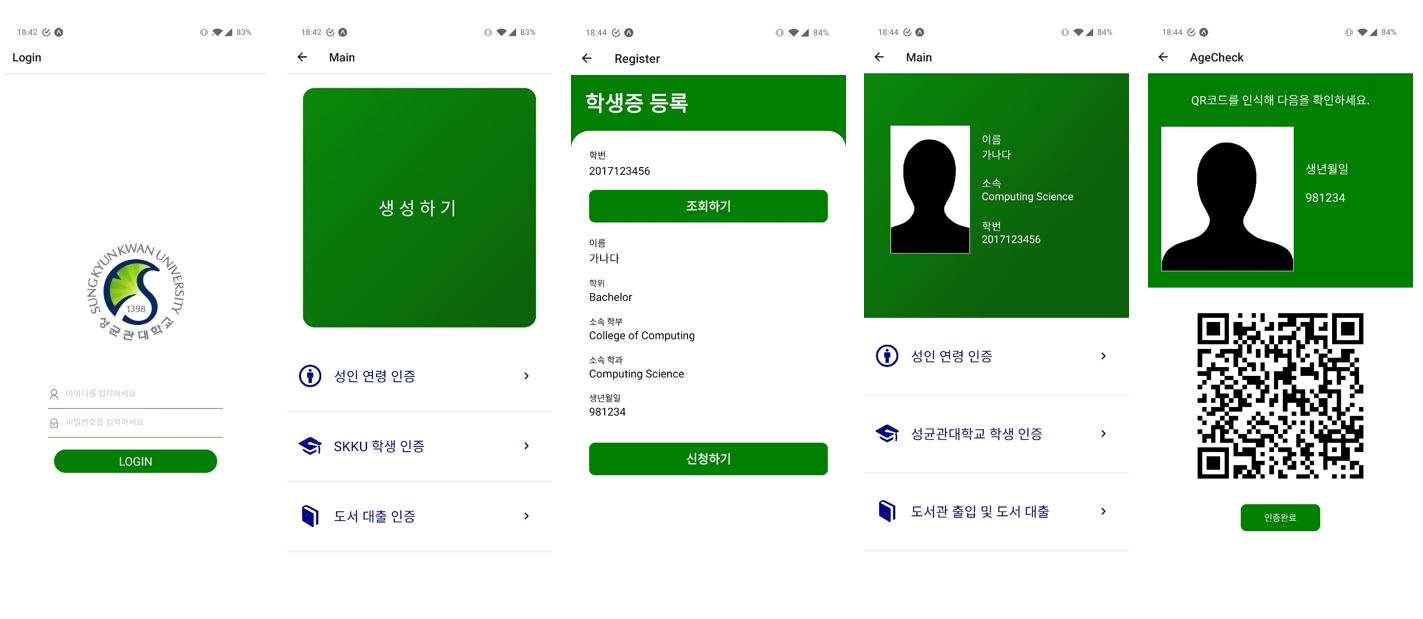 18:42
83%
Login
SUNGKYUNKWAN UNIVERSITY
1398
성균관대학교
아이디를 입력하세요
비밀번호를 입력하세요
LOGIN
18:42
83%
Main
생성하기
성인 연령 인증
SKKU 학생 인증
도서 대출 인증
18:44
84%
Register
학생증 등록
학번
2017123456
조회하기
이름
가나다
학위
Bachelor
소속 학부
College of Computing
소속 학과
Computing Science
생년월일
981234
신청하기
18:44
84%
Main
이름
가나다
소속
Computing Science
학번
2017123456
성인 연령 인증
성균관대학교 학생 인증
도서관 출입 및 도서 대출
18:44
84%
AgeCheck
QR코드를 인식해 다음을 확인하세요.
생년월일
981234
인증완료